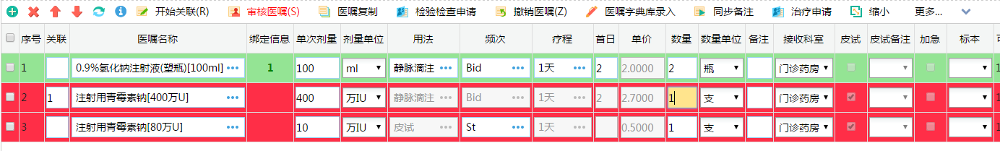 开始关联(R) 审核医嘱(S) 医嘱复制 检验检查申请 撤销医嘱(Z) 医嘱字典库录入 同步备注 治疗申请 缩小 更多...
序号 关联 医嘱名称 绑定信息 单次剂量 剂量单位 用法 频次 疗程 首日 单价 数量 数量单位 备注 接收科室 皮试 皮试备注 加急 标本
1 0.9%氯化钠注射液(塑瓶)[100ml] ••• 1 100 ml 静脉滴注 ••• Bid ••• 1天 ••• 2 2.0000 2 瓶 门诊药房
2 1 注射用青霉素钠[400万U] ••• 400 万IU 静脉滴注 ••• Bid ••• 1天 ••• 2 2.7000 1 支 门诊药房
3 注射用青霉素钠[80万U] ••• 10 万IU 皮试 ••• St ••• 1天 ••• 0.5000 1 支 门诊药房